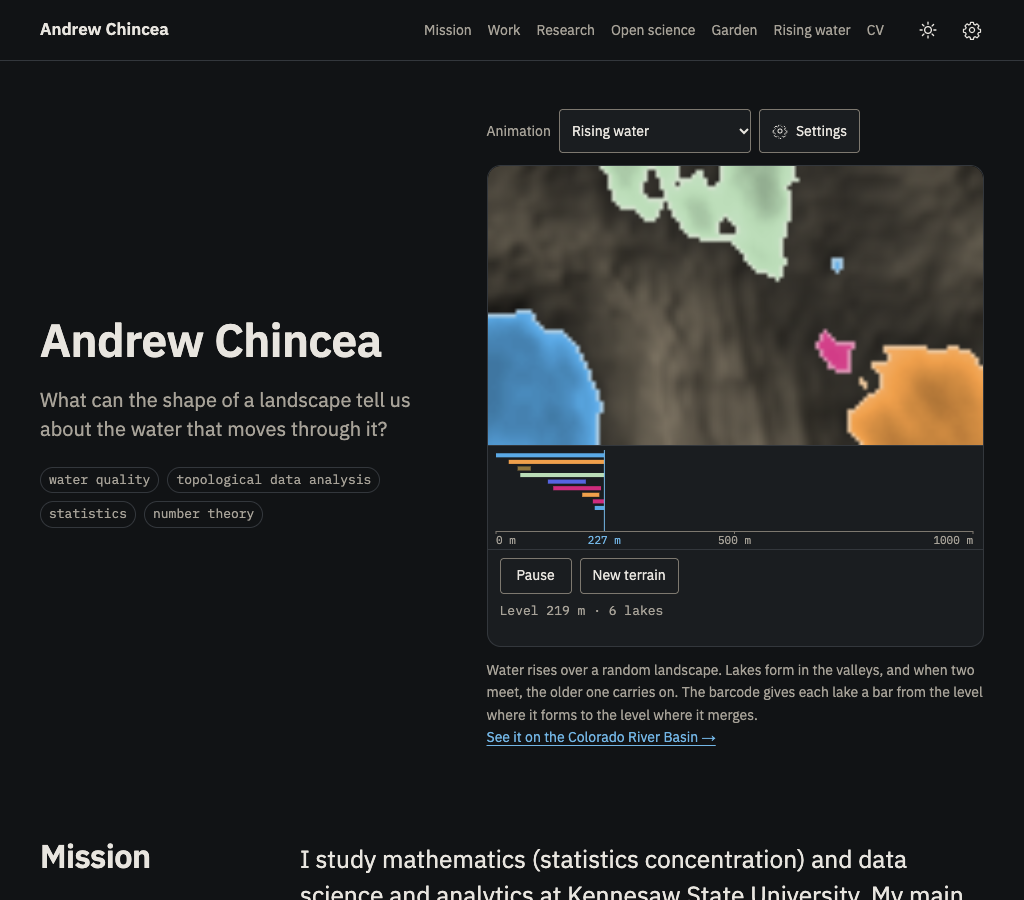 Andrew Chincea
Mission Work Research Open science Garden Rising water CV
Animation Rising water Settings
Andrew Chincea
What can the shape of a landscape tell us
about the water that moves through it?
water quality topological data analysis
statistics number theory
0 m 227 m 500 m 1000 m
Pause New terrain
Level 219 m · 6 lakes
Water rises over a random landscape. Lakes form in the valleys, and when two
meet, the older one carries on. The barcode gives each lake a bar from the level
where it forms to the level where it merges.
See it on the Colorado River Basin →
Mission
I study mathematics (statistics concentration) and data
science and analytics at Kennesaw State University. My main